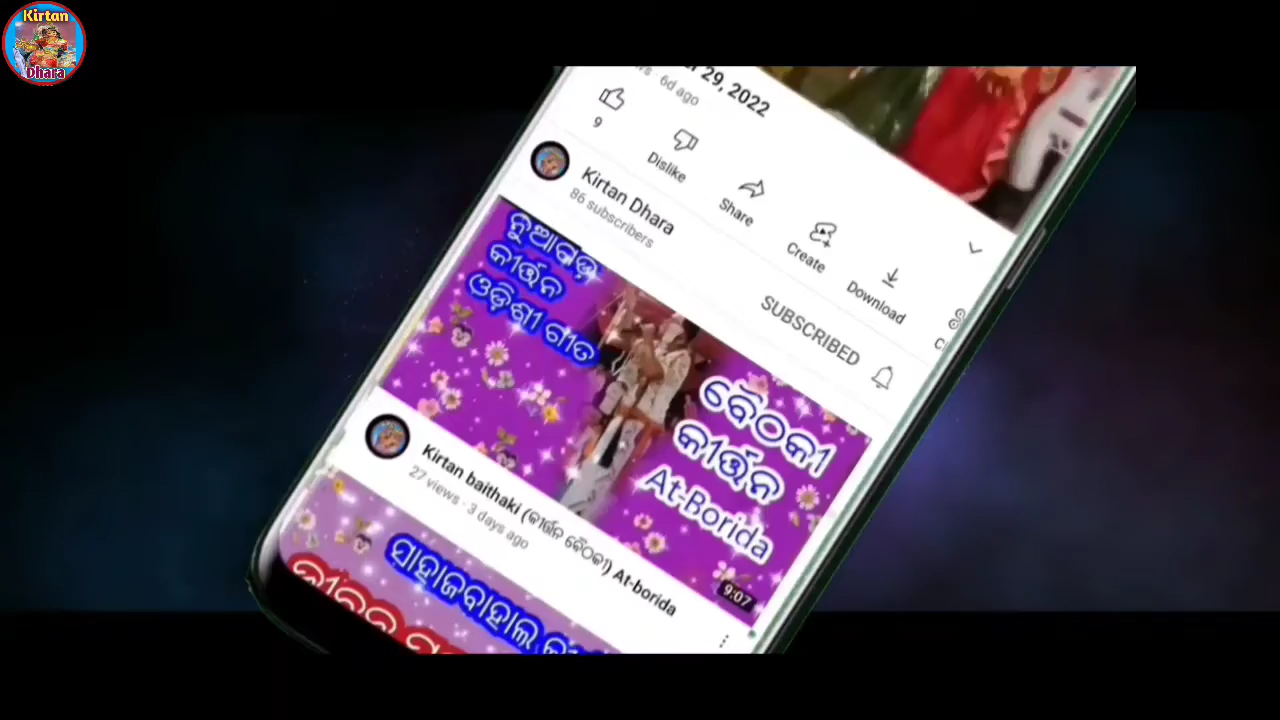 Kirtan
Dhara
29, 2022
6d ago
9
Dislike
Share
Create
Download
Kirtan Dhara
86 subscribers
SUBSCRIBED
ନୁଆଗଡ଼
କୀର୍ତ୍ତନ
ଓଡ଼ିଶୀ ଗୀତ
ବୈଠକୀ
କୀର୍ତ୍ତନ
At-Borida
9:07
Kirtan baithaki (କୀର୍ତ୍ତନ ବୈଠକୀ) At-borida
27 views · 3 days ago
ସାହାଜବାହାଲ